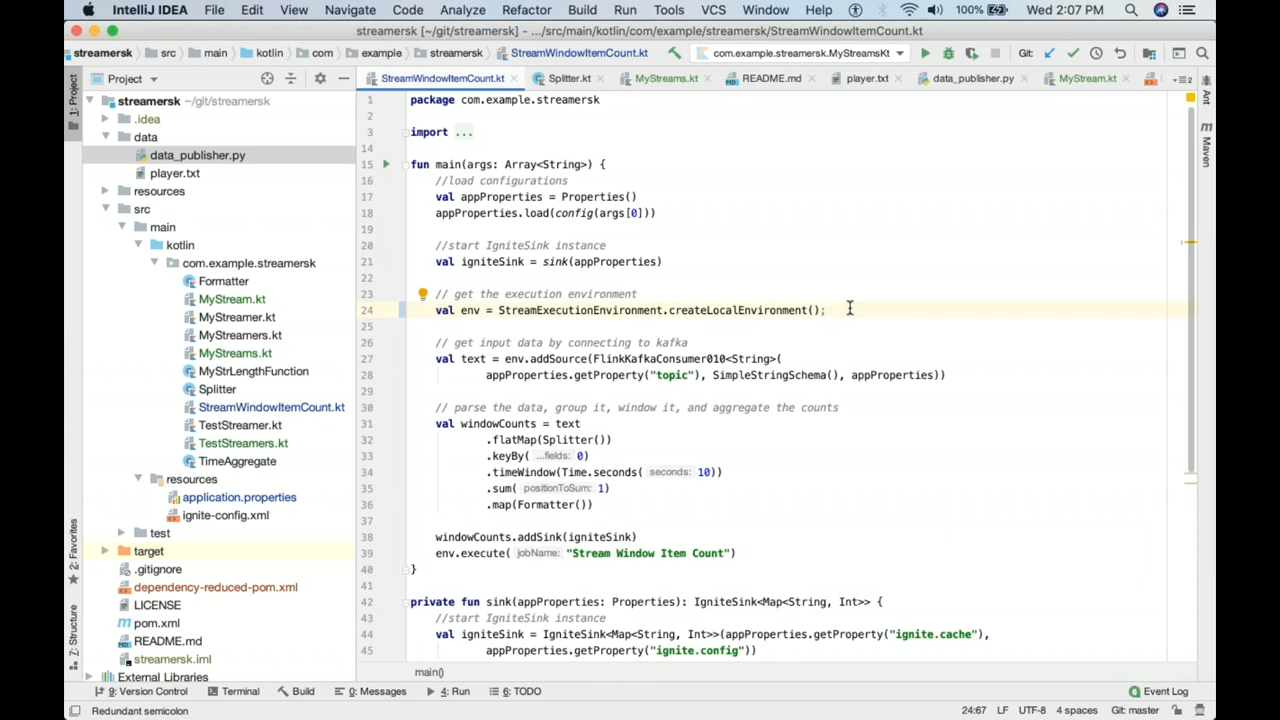 IntelliJ IDEA File Edit View Navigate Code Analyze Refactor Build Run Tools VCS Window Help 100% Wed 2:07 PM
streamersk [~/git/streamersk] - .../src/main/kotlin/com/example/streamersk/StreamWindowItemCount.kt
streamersk src main kotlin com example streamersk StreamWindowItemCount.kt com.example.streamersk.MyStreamsKt Git:
Project
StreamWindowItemCount.kt Splitter.kt MyStreams.kt README.md player.txt data_publisher.py MyStream.kt
1: Project
Ant
Maven
streamersk ~/git/streamersk
.idea
data
data_publisher.py
player.txt
resources
src
main
kotlin
com.example.streamersk
Formatter
MyStream.kt
MyStreamer.kt
MyStreamers.kt
MyStreams.kt
MyStrLengthFunction
Splitter
StreamWindowItemCount.kt
TestStreamer.kt
TestStreamers.kt
TimeAggregate
resources
application.properties
ignite-config.xml
test
target
.gitignore
dependency-reduced-pom.xml
LICENSE
pom.xml
README.md
streamersk.iml
External Libraries
2: Favorites
7: Structure
1 package com.example.streamersk
2
3 import ...
14
15 fun main(args: Array<String>) {
16 //load configurations
17 val appProperties = Properties()
18 appProperties.load(config(args[0]))
19
20 //start IgniteSink instance
21 val igniteSink = sink(appProperties)
22
23 // get the execution environment
24 val env = StreamExecutionEnvironment.createLocalEnvironment();
25
26 // get input data by connecting to kafka
27 val text = env.addSource(FlinkKafkaConsumer010<String>(
28 appProperties.getProperty("topic"), SimpleStringSchema(), appProperties))
29
30 // parse the data, group it, window it, and aggregate the counts
31 val windowCounts = text
32 .flatMap(Splitter())
33 .keyBy( ...fields: 0)
34 .timeWindow(Time.seconds( seconds: 10))
35 .sum( positionToSum: 1)
36 .map(Formatter())
37
38 windowCounts.addSink(igniteSink)
39 env.execute( jobName: "Stream Window Item Count")
40 }
41
42 private fun sink(appProperties: Properties): IgniteSink<Map<String, Int>> {
43 //start IgniteSink instance
44 val igniteSink = IgniteSink<Map<String, Int>>(appProperties.getProperty("ignite.cache"),
45 appProperties.getProperty("ignite.config"))
main()
9: Version Control Terminal Build 0: Messages 4: Run 6: TODO Event Log
Redundant semicolon 24:67 LF UTF-8 4 spaces Git: master